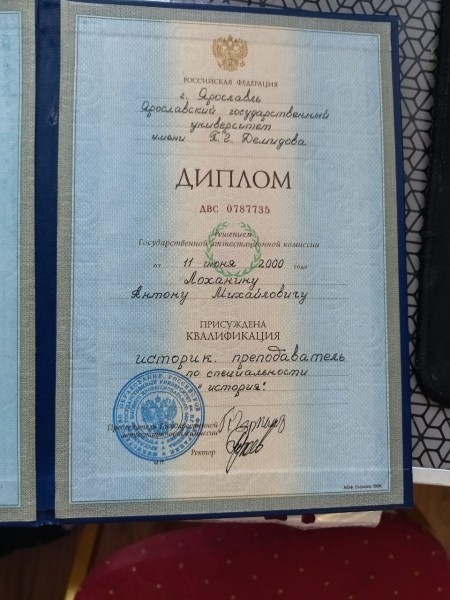 РОССИЙСКАЯ ФЕДЕРАЦИЯ
г. Ярославль
Ярославский государственный
университет
имени П.Г. Демидова
ДИПЛОМ
ДВС 0787735
Решением
Государственной аттестационной комиссии
от 11 июня 2000 года
Лоханину
Антону Михайловичу
ПРИСУЖДЕНА
КВАЛИФИКАЦИЯ
историк. преподаватель
по специальности
„история".
Председатель Государственной
аттестационной комиссии
Ректор
М.П.